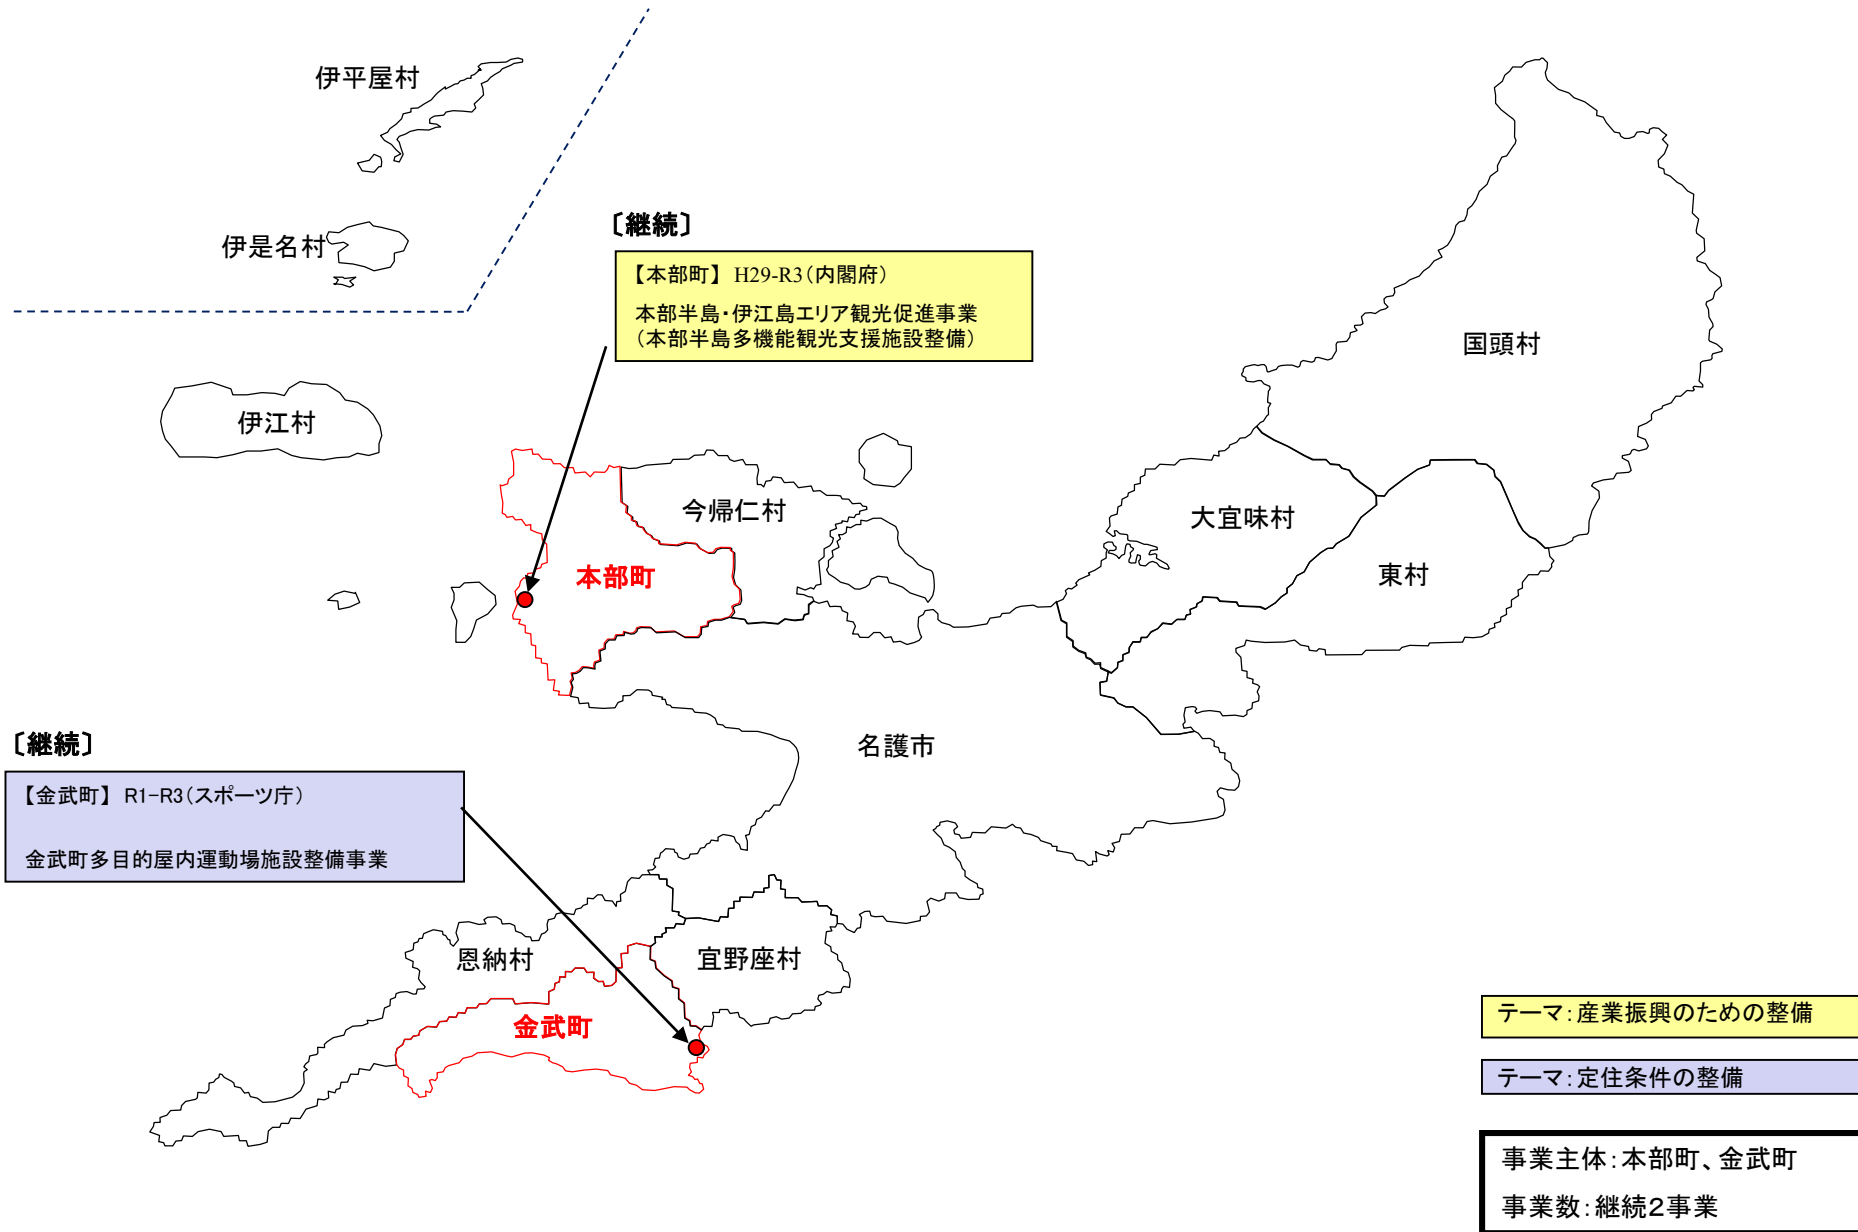 伊平屋村
伊是名村
〔継続〕
【本部町】 H29-R3(内閣府)
本部半島・伊江島エリア観光促進事業
(本部半島多機能観光支援施設整備)
国頭村
伊江村
今帰仁村
大宜味村
本部町
東村
名護市
〔継続〕
【金武町】 R1-R3(スポーツ庁)
金武町多目的屋内運動場施設整備事業
恩納村
宜野座村
金武町
テーマ:産業振興のための整備
テーマ:定住条件の整備
事業主体:本部町、金武町
事業数:継続2事業